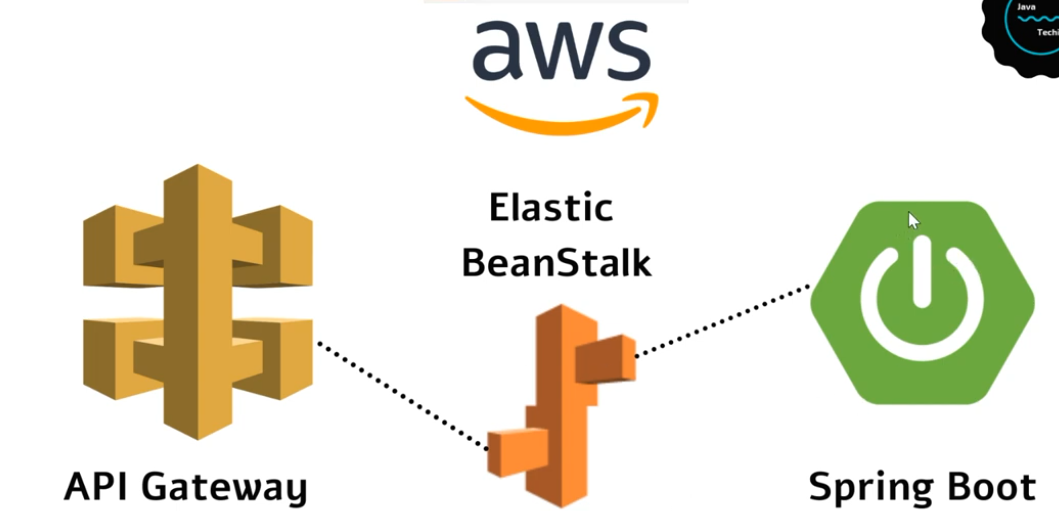 Java
Techi
aws
Elastic
BeanStalk
API Gateway
Spring Boot